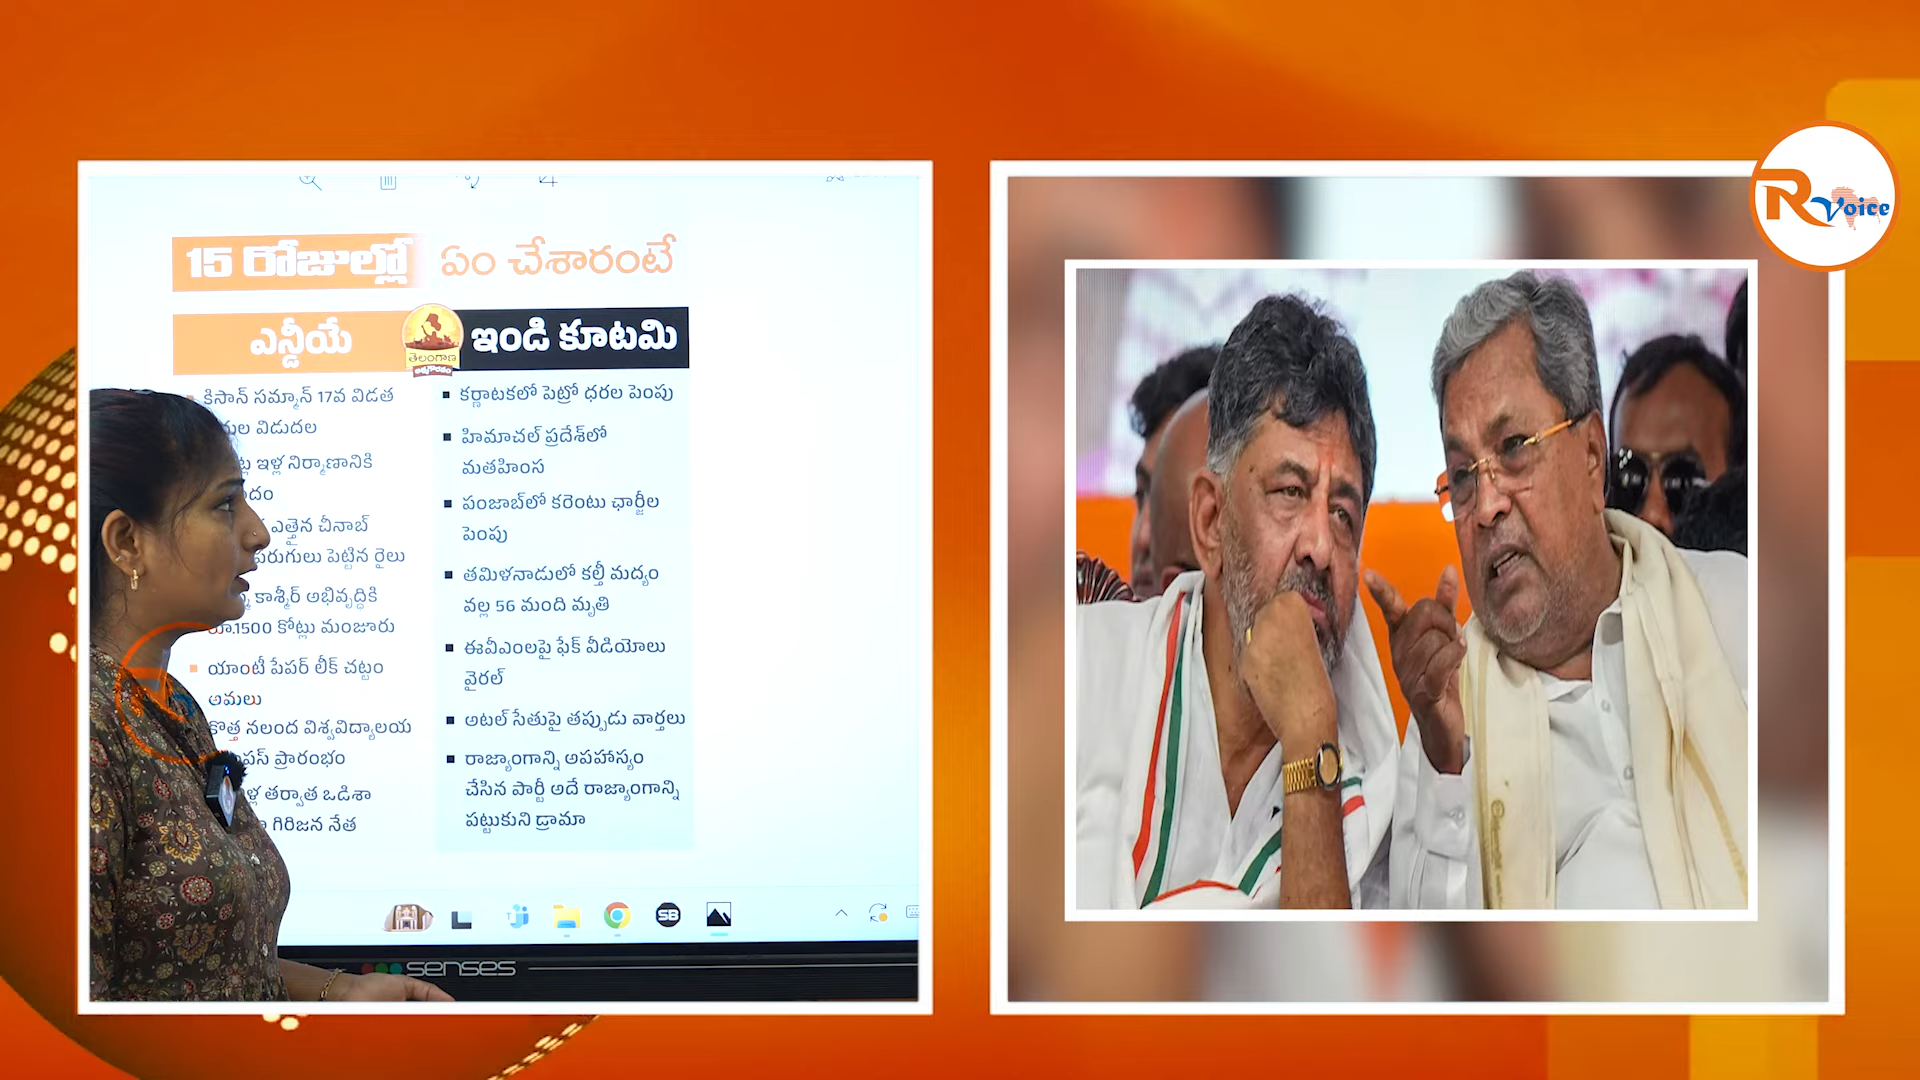 15 రోజుల్లో ఏం చేశారంటే
ఎన్డీయే
తెలంగాణ
కిసాన్ సమ్మాన్ 17వ విడత
విడుదల
ఇళ్ల నిర్మాణానికి
ఎత్తైన చీనాబ్
పరుగులు పెట్టిన రైలు
కాశ్మీర్ అభివృద్ధికి
రూ.1500 కోట్లు మంజూరు
యాంటీ పేపర్ లీక్ చట్టం
అమలు
కొత్త నలంద విశ్వవిద్యాలయ
ప్రారంభం
తర్వాత ఒడిశా
గిరిజన నేత
ఇండి కూటమి
కర్ణాటకలో పెట్రో ధరల పెంపు
హిమాచల్ ప్రదేశ్‌లో
మతహింస
పంజాబ్‌లో కరెంటు ఛార్జీల
పెంపు
తమిళనాడులో కల్తీ మద్యం
వల్ల 56 మంది మృతి
ఈవీఎంలపై ఫేక్ వీడియోలు
వైరల్
అటల్ సేతుపై తప్పుడు వార్తలు
రాజ్యాంగాన్ని అపహాస్యం
చేసిన పార్టీ అదే రాజ్యాంగాన్ని
పట్టుకుని డ్రామా
SB
senses
R Voice